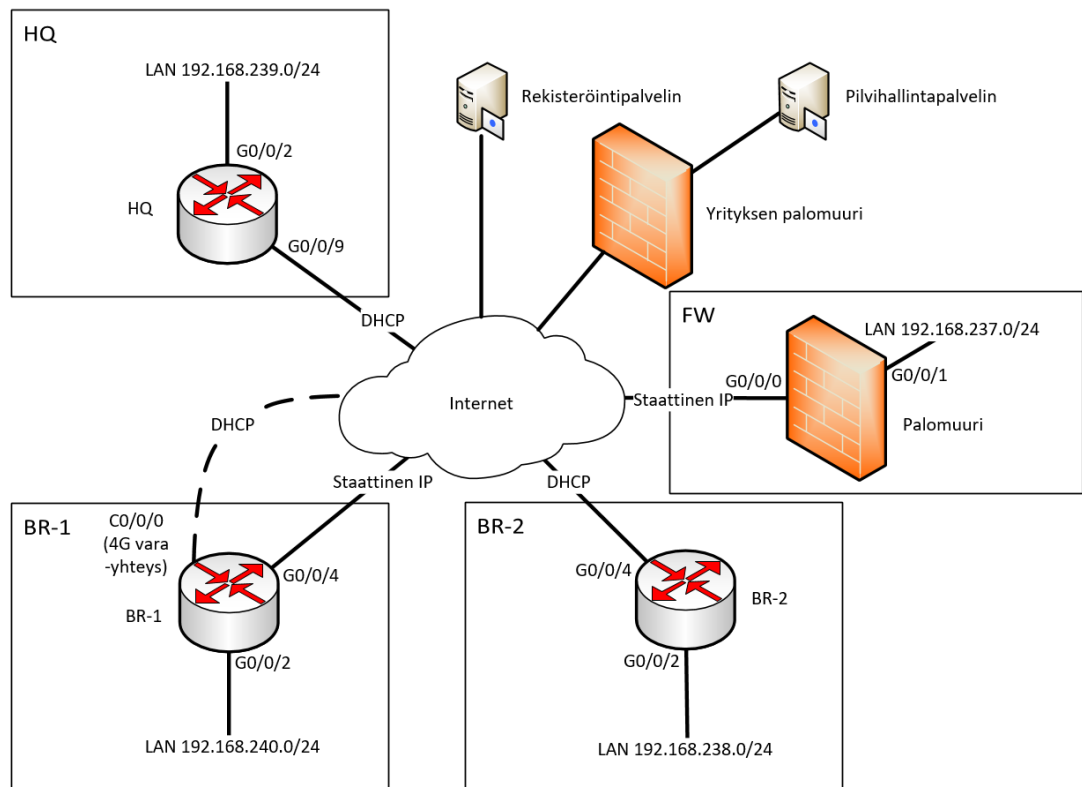 HQ
LAN 192.168.239.0/24
G0/0/2
HQ
G0/0/9
DHCP
Rekisteröintipalvelin
Pilvihallintapalvelin
Yrityksen palomuuri
FW
LAN 192.168.237.0/24
G0/0/0
G0/0/1
Staattinen IP
Palomuuri
Internet
DHCP
Staattinen IP
DHCP
BR-1
C0/0/0
(4G vara
-yhteys)
G0/0/4
BR-1
G0/0/2
LAN 192.168.240.0/24
BR-2
G0/0/4
BR-2
G0/0/2
LAN 192.168.238.0/24